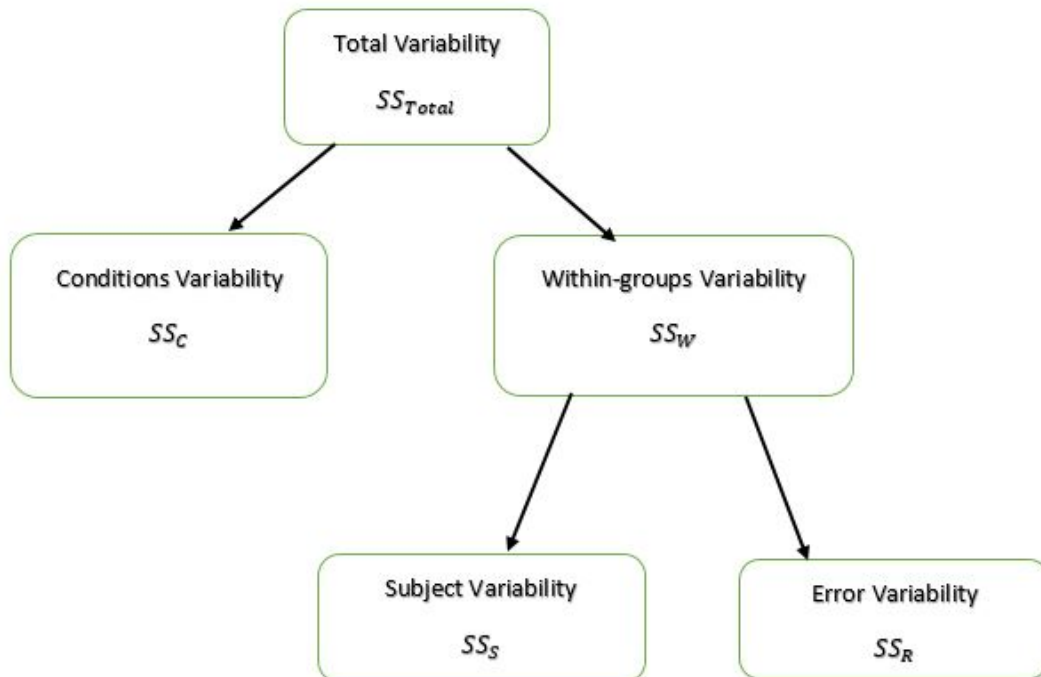 Total Variability
SS_Total
Conditions Variability
SS_C
Within-groups Variability
SS_W
Subject Variability
SS_S
Error Variability
SS_R